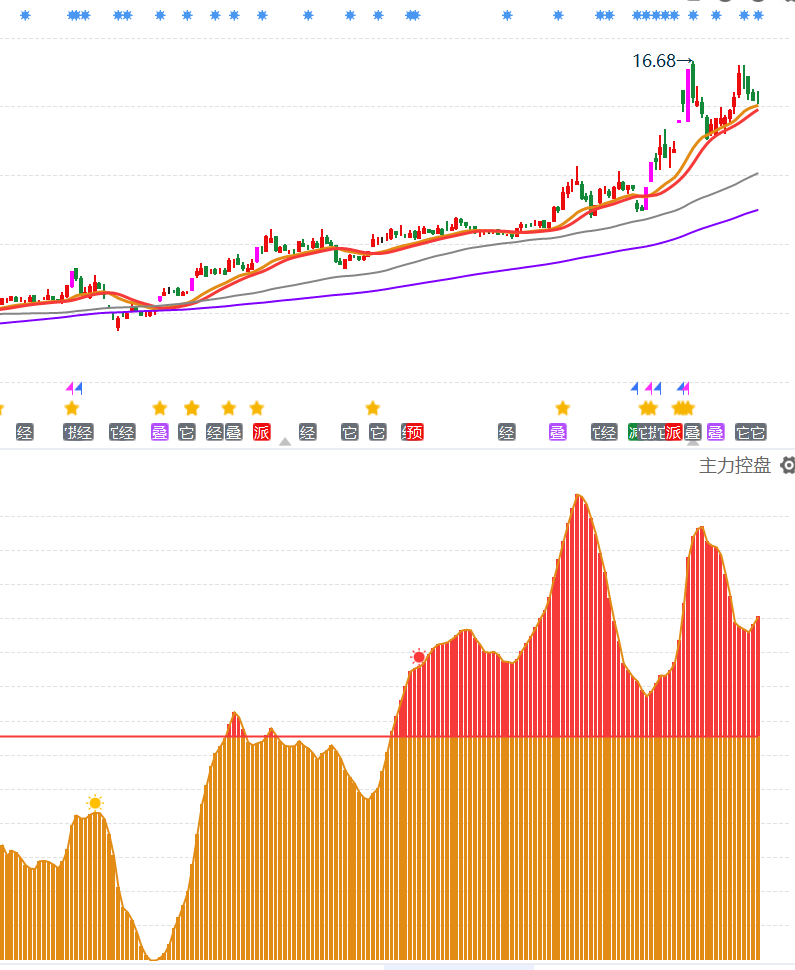 16.68→
经 经 经 叠 它 经 叠 派 经 它 它 预 经 叠 经 派 叠 叠 它 它
主力控盘